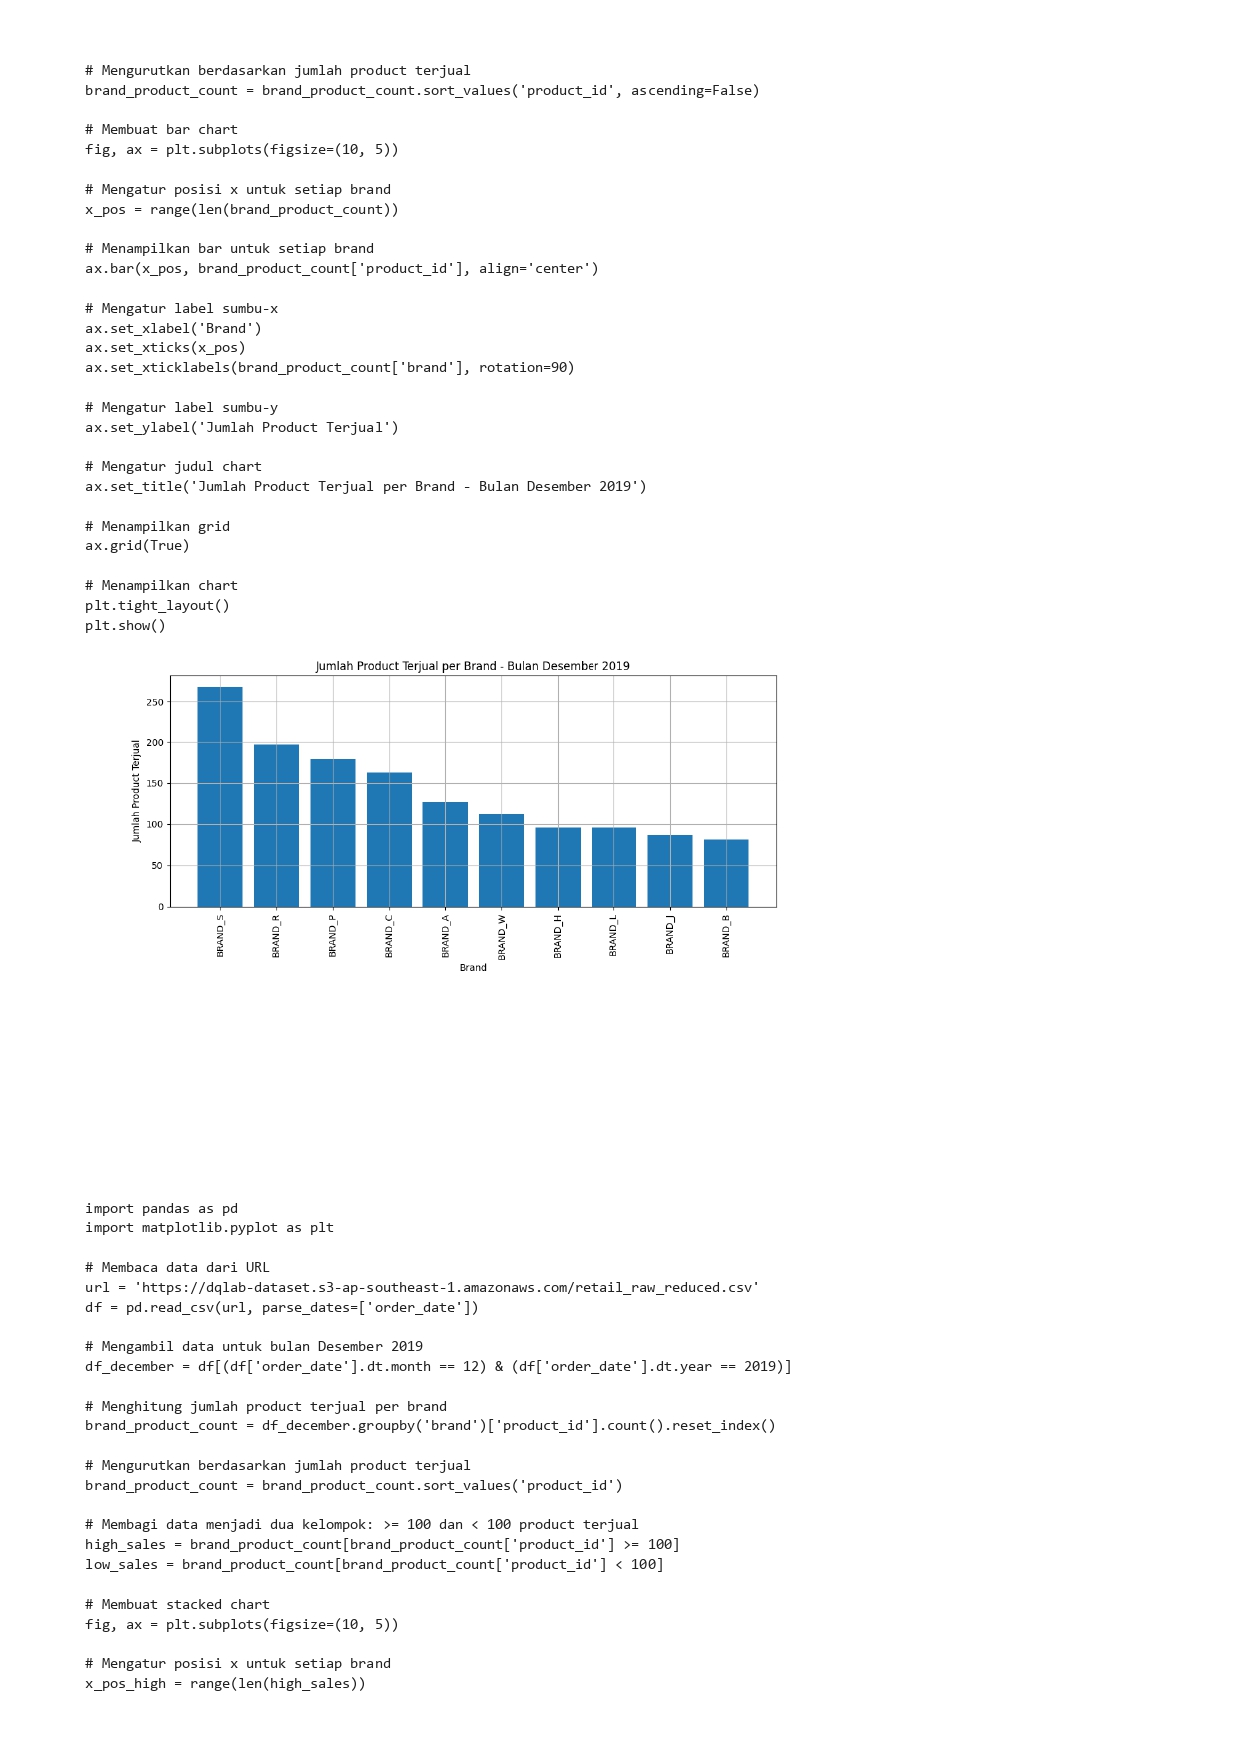 # Mengurutkan berdasarkan jumlah product terjual
brand_product_count = brand_product_count.sort_values('product_id', ascending=False)
# Membuat bar chart
fig, ax = plt.subplots(figsize=(10, 5))
# Mengatur posisi x untuk setiap brand
x_pos = range(len(brand_product_count))
# Menampilkan bar untuk setiap brand
ax.bar(x_pos, brand_product_count['product_id'], align='center')
# Mengatur label sumbu-x
ax.set_xlabel('Brand')
ax.set_xticks(x_pos)
ax.set_xticklabels(brand_product_count['brand'], rotation=90)
# Mengatur label sumbu-y
ax.set_ylabel('Jumlah Product Terjual')
# Mengatur judul chart
ax.set_title('Jumlah Product Terjual per Brand - Bulan Desember 2019')
# Menampilkan grid
ax.grid(True)
# Menampilkan chart
plt.tight_layout()
plt.show()
Jumlah Product Terjual per Brand - Bulan Desember 2019
Jumlah Product Terjual
250
200
150
100
50
0
BRAND_S
BRAND_R
BRAND_P
BRAND_C
BRAND_A
BRAND_W
BRAND_H
BRAND_L
BRAND_J
BRAND_B
Brand
import pandas as pd
import matplotlib.pyplot as plt
# Membaca data dari URL
url = 'https://dqlab-dataset.s3-ap-southeast-1.amazonaws.com/retail_raw_reduced.csv'
df = pd.read_csv(url, parse_dates=['order_date'])
# Mengambil data untuk bulan Desember 2019
df_december = df[(df['order_date'].dt.month == 12) & (df['order_date'].dt.year == 2019)]
# Menghitung jumlah product terjual per brand
brand_product_count = df_december.groupby('brand')['product_id'].count().reset_index()
# Mengurutkan berdasarkan jumlah product terjual
brand_product_count = brand_product_count.sort_values('product_id')
# Membagi data menjadi dua kelompok: >= 100 dan < 100 product terjual
high_sales = brand_product_count[brand_product_count['product_id'] >= 100]
low_sales = brand_product_count[brand_product_count['product_id'] < 100]
# Membuat stacked chart
fig, ax = plt.subplots(figsize=(10, 5))
# Mengatur posisi x untuk setiap brand
x_pos_high = range(len(high_sales))